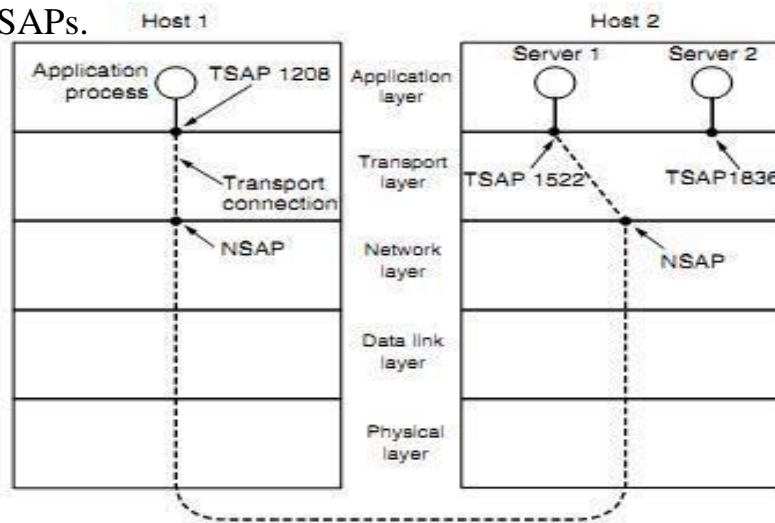 SAPs.
Host 1
Host 2
Application
process
TSAP 1208
Application
layer
Server 1
Server 2
Transport
connection
Transport
layer
TSAP 1522
TSAP1836
NSAP
Network
layer
NSAP
Data link
layer
Physical
layer